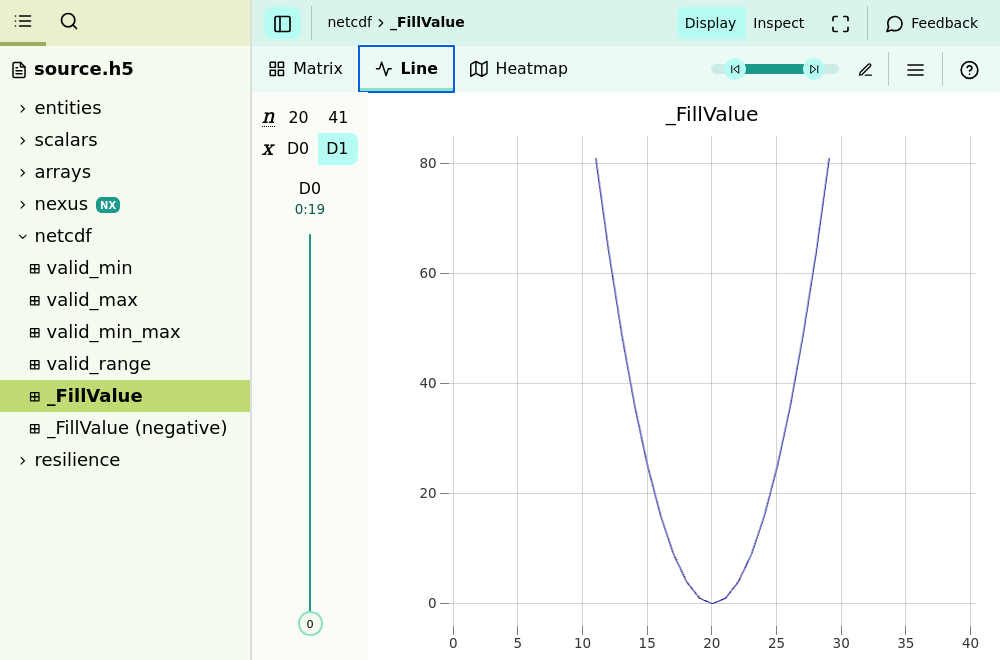 netcdf › _FillValue
Display Inspect Feedback
source.h5
entities
scalars
arrays
nexus NX
netcdf
valid_min
valid_max
valid_min_max
valid_range
_FillValue
_FillValue (negative)
resilience
Matrix Line Heatmap
n 20 41
x D0 D1
D0
0:19
0
_FillValue
80
60
40
20
0
0 5 10 15 20 25 30 35 40